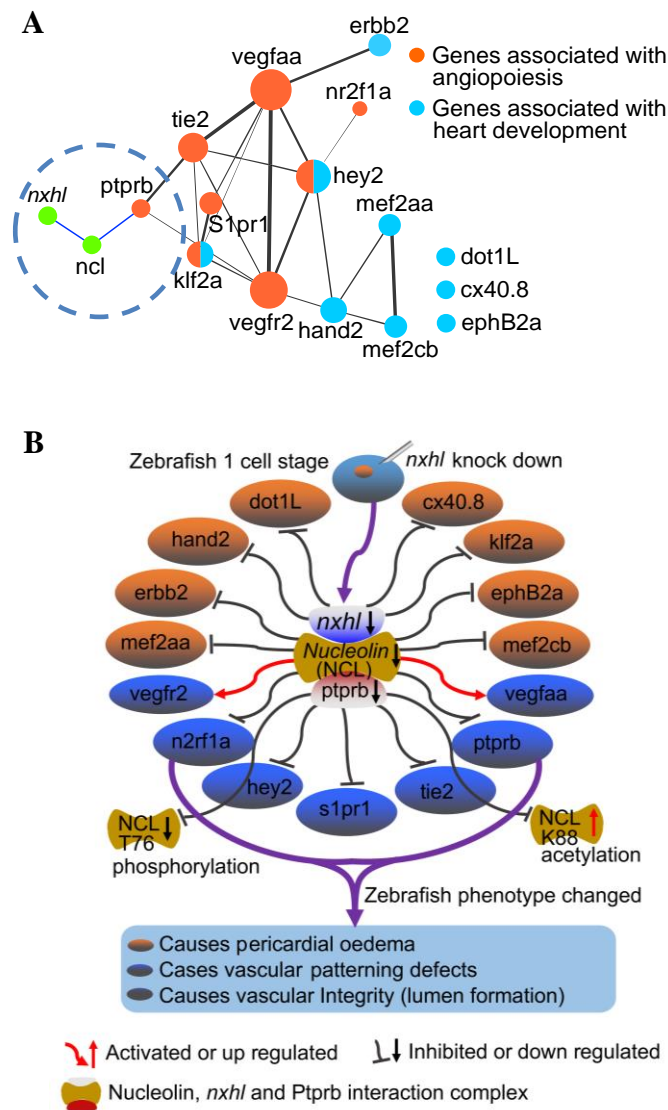 A
erbb2
vegfaa
Genes associated with
angiopoiesis
nr2f1a
Genes associated with
heart development
tie2
ptprb
hey2
nxhl
S1pr1
mef2aa
ncl
klf2a
dot1L
cx40.8
vegfr2
hand2
ephB2a
mef2cb
B
Zebrafish 1 cell stage
nxhl knock down
dot1L
cx40.8
hand2
klf2a
erbb2
ephB2a
nxhl
mef2aa
Nucleolin
(NCL)
mef2cb
vegfr2
ptprb
vegfaa
n2rf1a
ptprb
hey2
s1pr1
tie2
NCL
T76
phosphorylation
NCL
K88
acetylation
Zebrafish phenotype changed
Causes pericardial oedema
Cases vascular patterning defects
Causes vascular Integrity (lumen formation)
Activated or up regulated
Inhibited or down regulated
Nucleolin, nxhl and Ptprb interaction complex